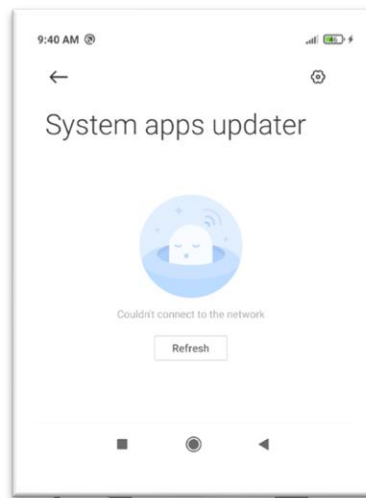 9:40 AM
System apps updater
Couldn't connect to the network
Refresh